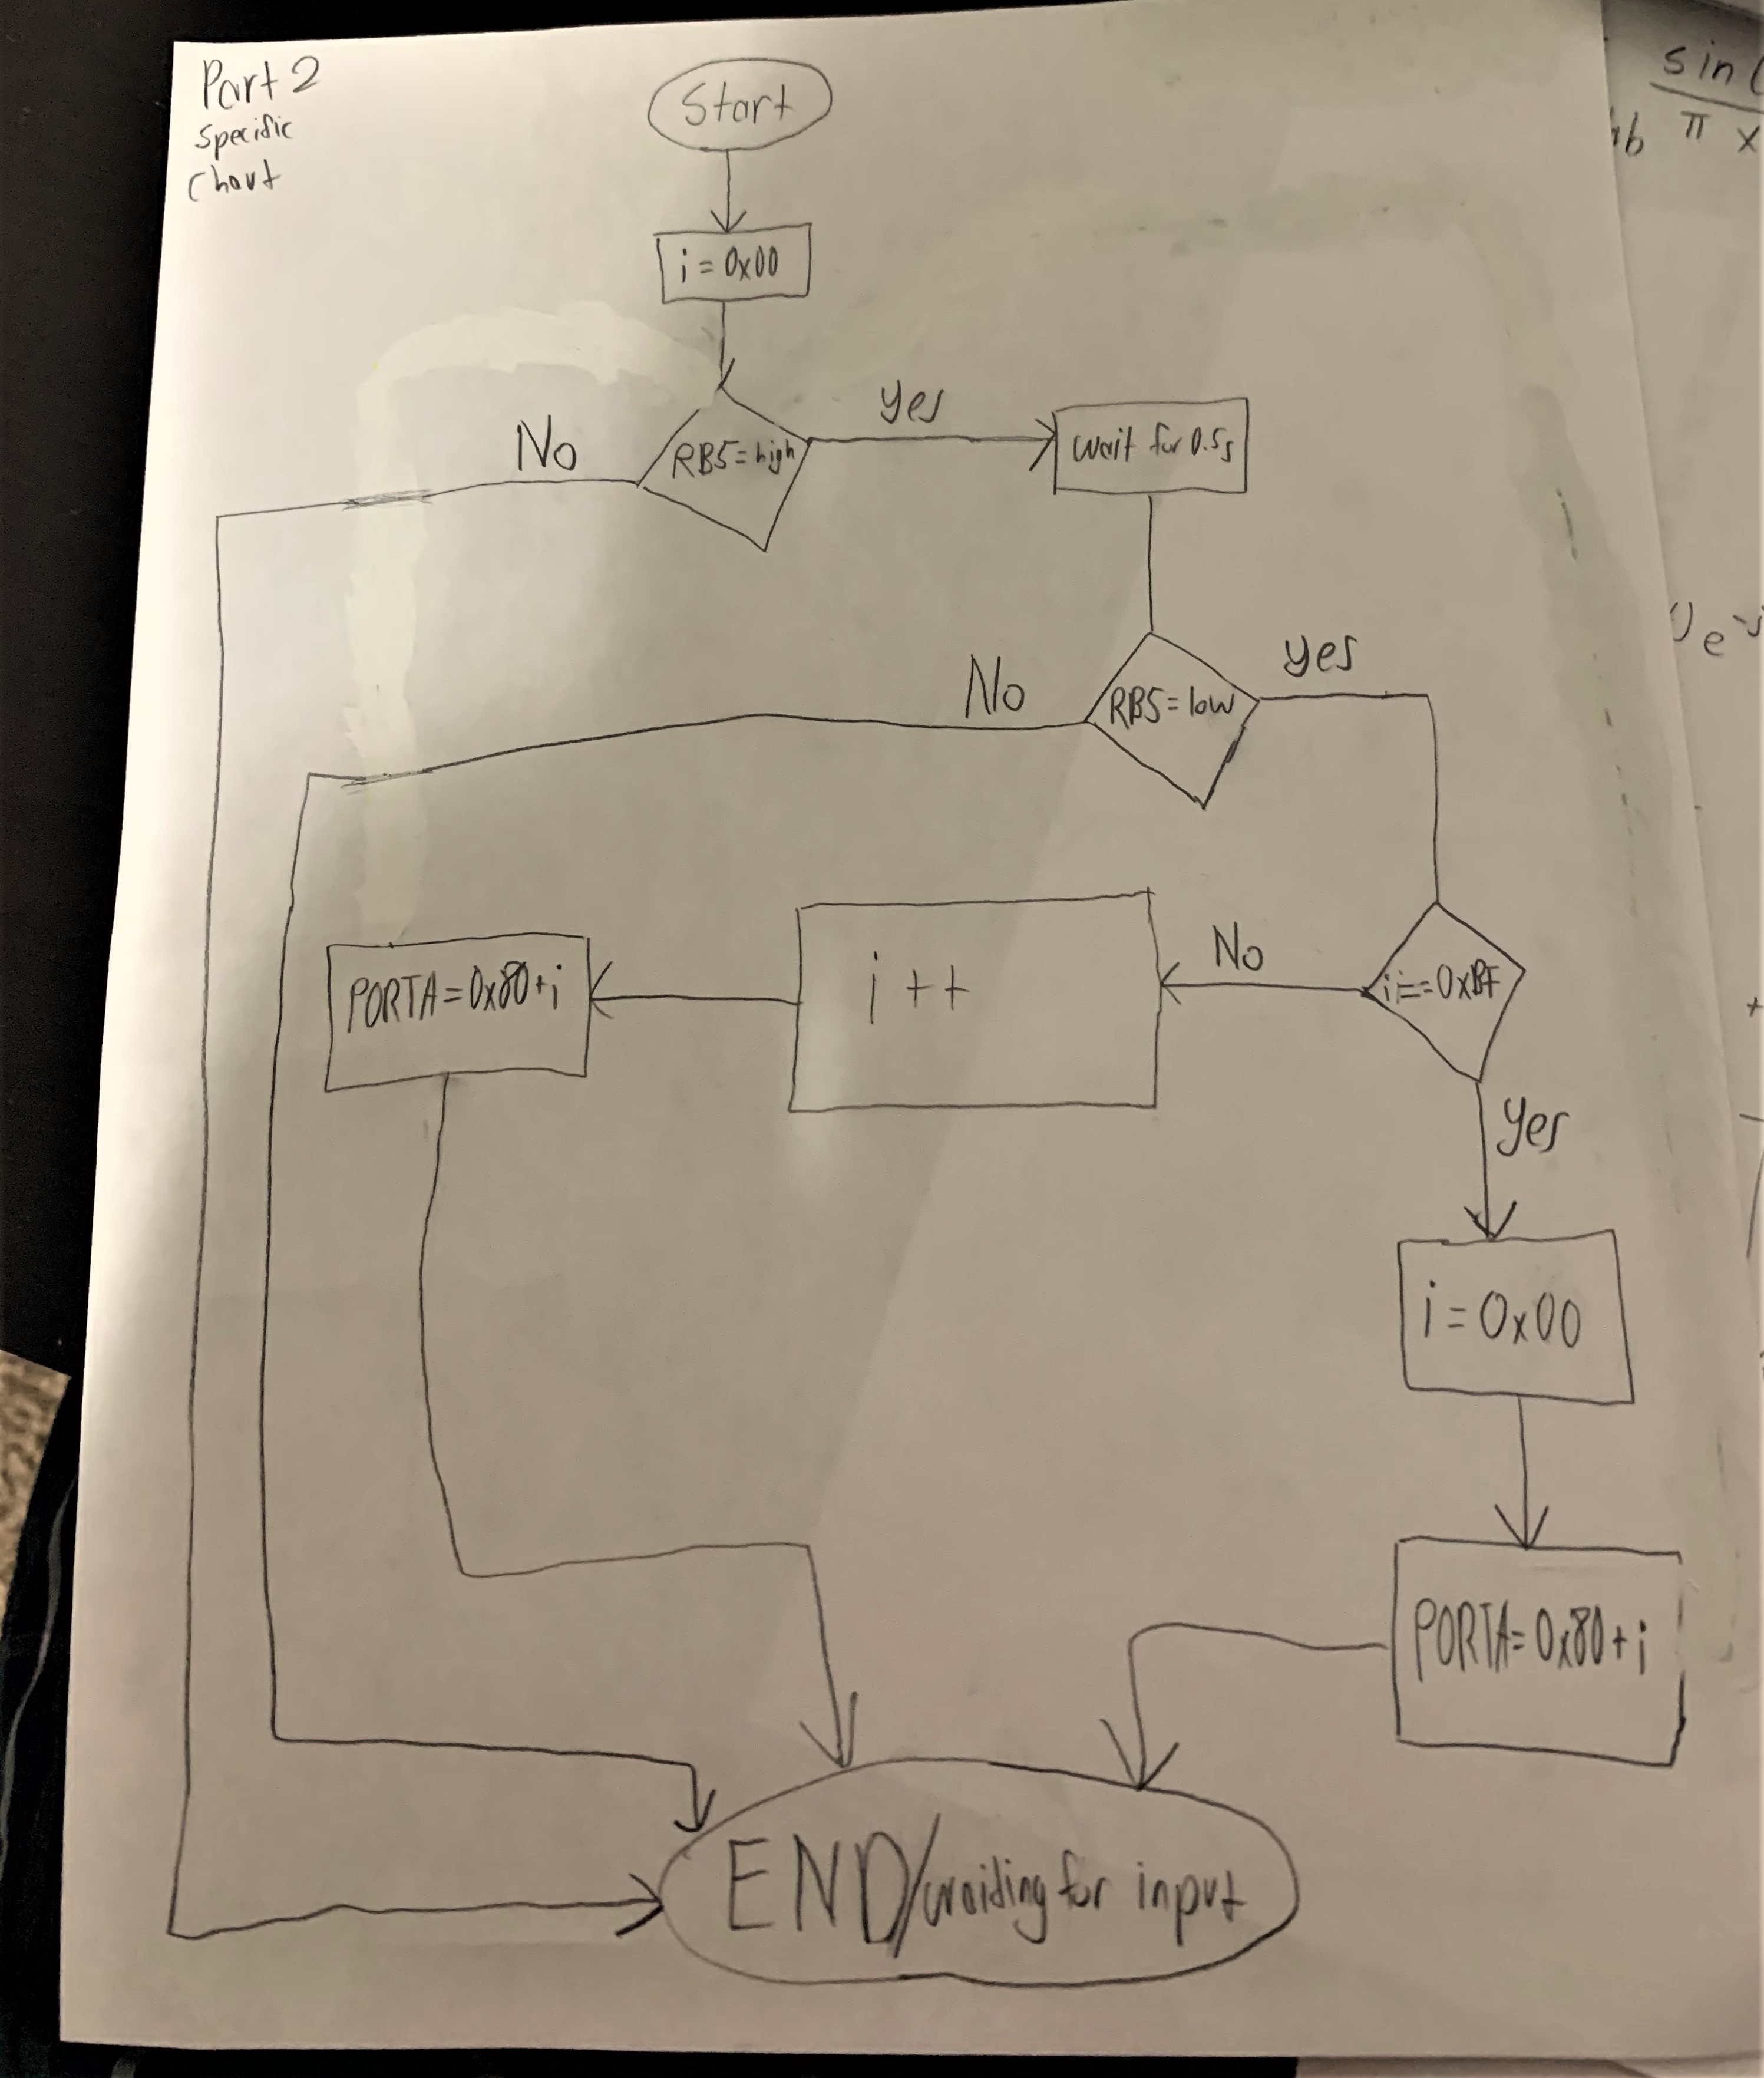 Part 2
specific
Chart
Start
i = 0x00
RB5=high
No
yes
wait for 0.5s
RB5=low
No
yes
i==0xBF
No
yes
i ++
PORTA=0x80+i
i=0x00
PORTA=0x80+i
END/waiting for input
sin(
π x